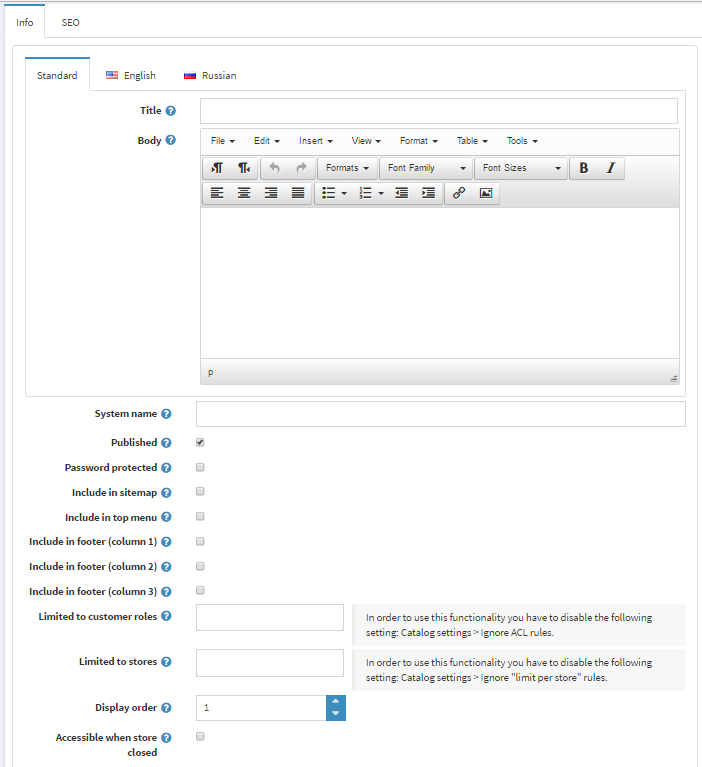 Info SEO
Standard English Russian
Title ?
Body ?
File Edit Insert View Format Table Tools
Formats Font Family Font Sizes B I
p
System name ?
Published ?
Password protected ?
Include in sitemap ?
Include in top menu ?
Include in footer (column 1) ?
Include in footer (column 2) ?
Include in footer (column 3) ?
Limited to customer roles ? In order to use this functionality you have to disable the following
setting: Catalog settings > Ignore ACL rules.
Limited to stores ? In order to use this functionality you have to disable the following
setting: Catalog settings > Ignore "limit per store" rules.
Display order ? 1
Accessible when store ?
closed